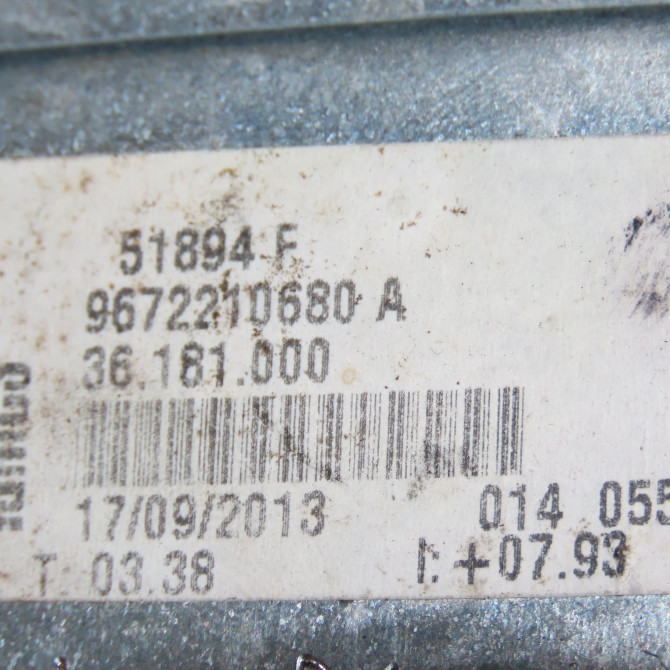 51894 F
9672210680 A
36.181.000
17/09/2013 014 055
T: 03.38 I: +07.93